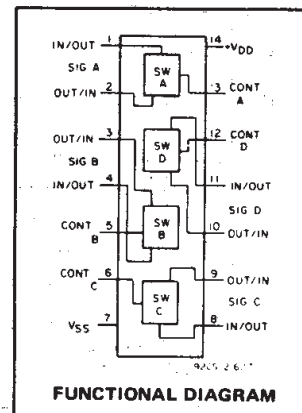 IN/OUT 1
14 +VDD
SIG A
SW A
OUT/IN 2
13 CONT A
OUT/IN 3
12 CONT D
SIG B
SW D
IN/OUT 4
11 IN/OUT
SIG D
CONT B 5
SW B
10 OUT/IN
CONT C 6
9 OUT/IN
SIG C
SW C
VSS 7
8 IN/OUT
FUNCTIONAL DIAGRAM